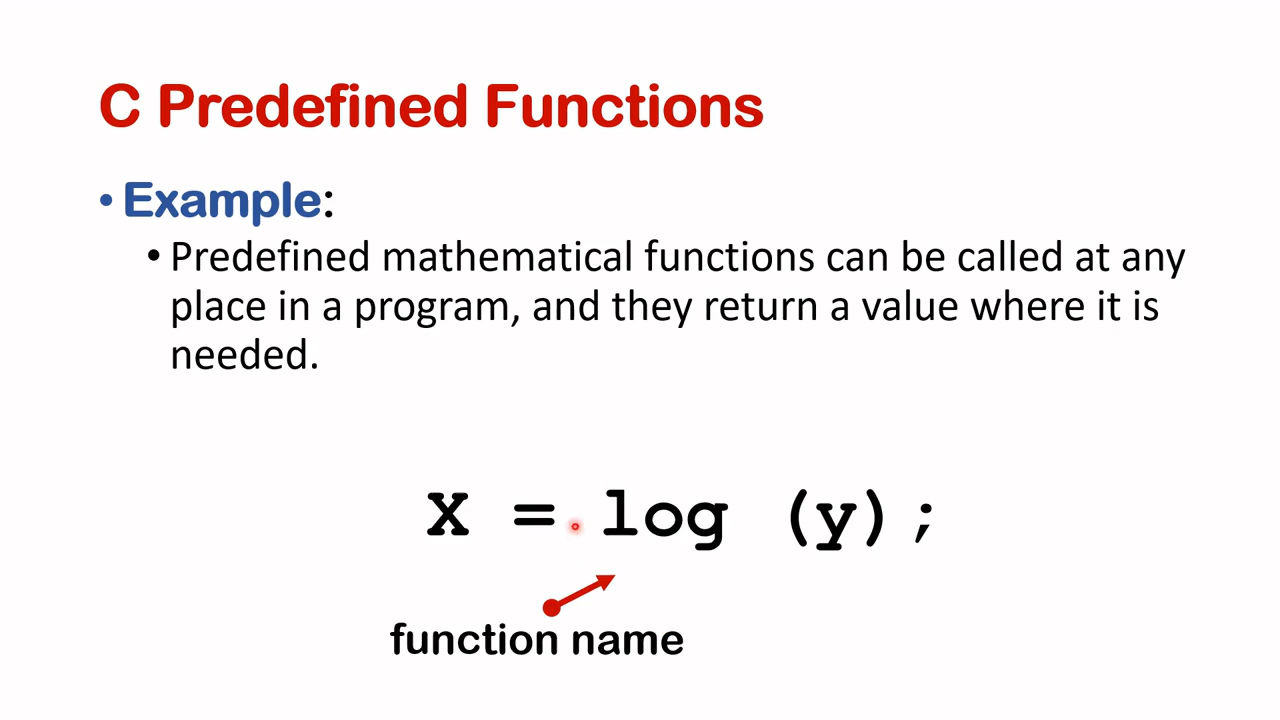 C Predefined Functions
• Example:
• Predefined mathematical functions can be called at any
place in a program, and they return a value where it is
needed.
x = log (y);
function name